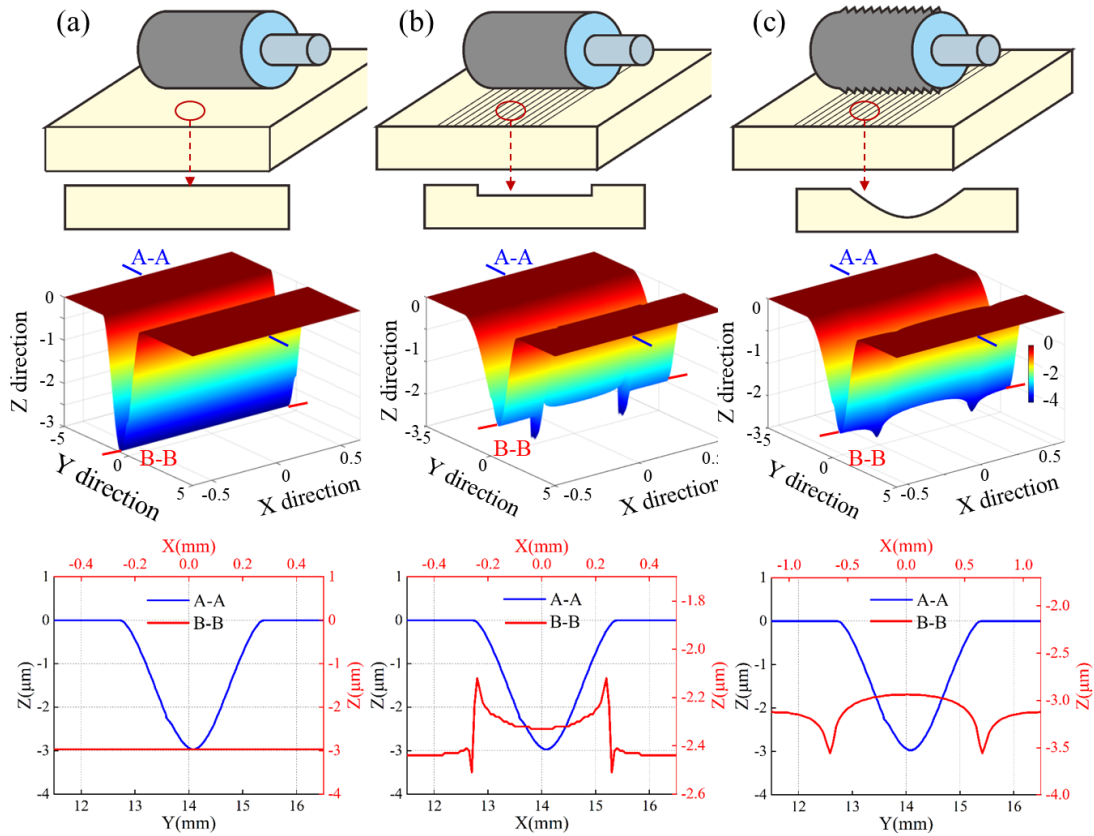 (a)
(b)
(c)
A-A
A-A
A-A
0
-1
-2
-3
-5
0
5
-0.5
0
0.5
Z direction
Y direction
X direction
B-B
0
-1
-2
-3
-5
0
5
-0.5
0
0.5
Z direction
Y direction
X direction
B-B
0
-1
-2
-3
-5
0
5
-0.5
0
0.5
Z direction
Y direction
X direction
B-B
0
-2
-4
X(mm)
-0.4 -0.2 0.0 0.2 0.4
1
0
-1
-2
-3
-4
Z(μm)
A-A
B-B
1
0
-1
-2
-3
-4
Z(μm)
12 13 14 15 16
Y(mm)
X(mm)
-0.4 -0.2 0.0 0.2 0.4
1
0
-1
-2
-3
-4
Z(μm)
A-A
B-B
-1.8
-2.0
-2.2
-2.4
-2.6
Z(μm)
12 13 14 15 16
X(mm)
X(mm)
-1.1 -0.6 0.0 0.6 1.1
1
0
-1
-2
-3
-4
Z(μm)
A-A
B-B
-2.0
-2.5
-3.0
-3.5
-4.0
Z(μm)
12 13 14 15 16
Y(mm)